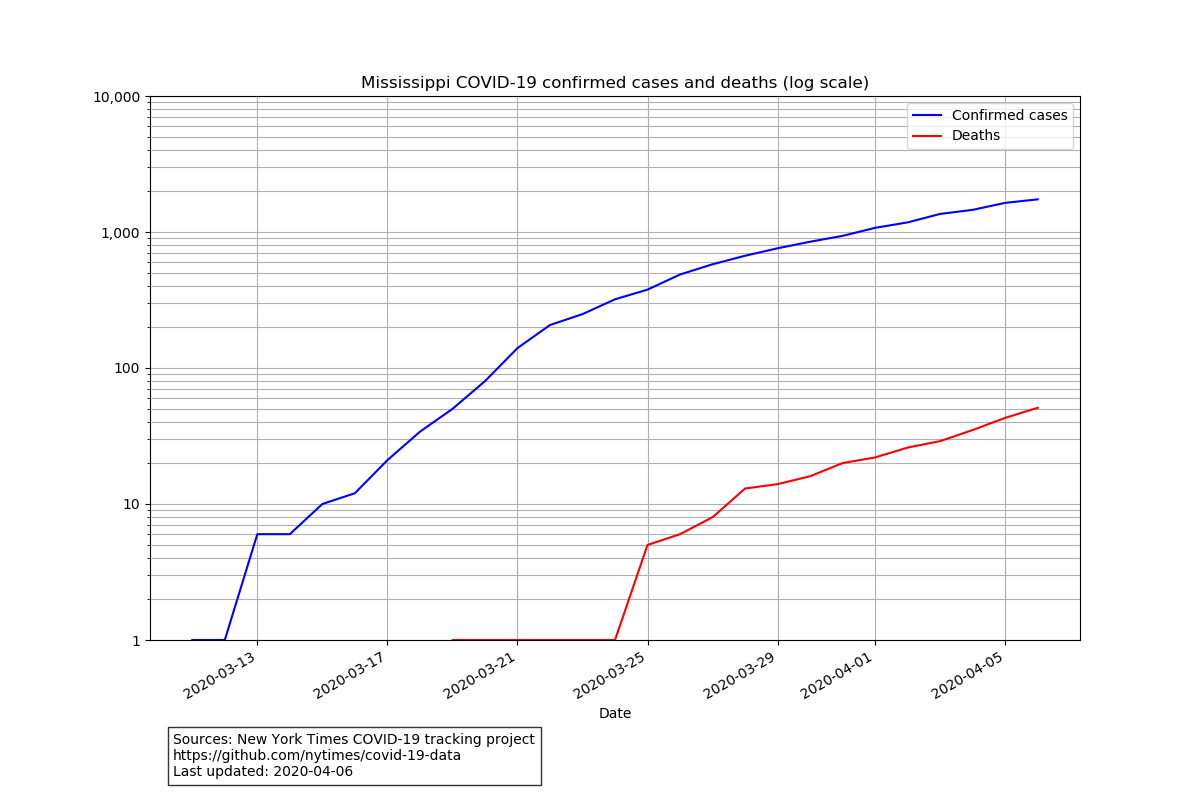 Mississippi COVID-19 confirmed cases and deaths (log scale)
10,000
1,000
100
10
1
Confirmed cases
Deaths
2020-03-13
2020-03-17
2020-03-21
2020-03-25
2020-03-29
2020-04-01
2020-04-05
Date
Sources: New York Times COVID-19 tracking project
https://github.com/nytimes/covid-19-data
Last updated: 2020-04-06